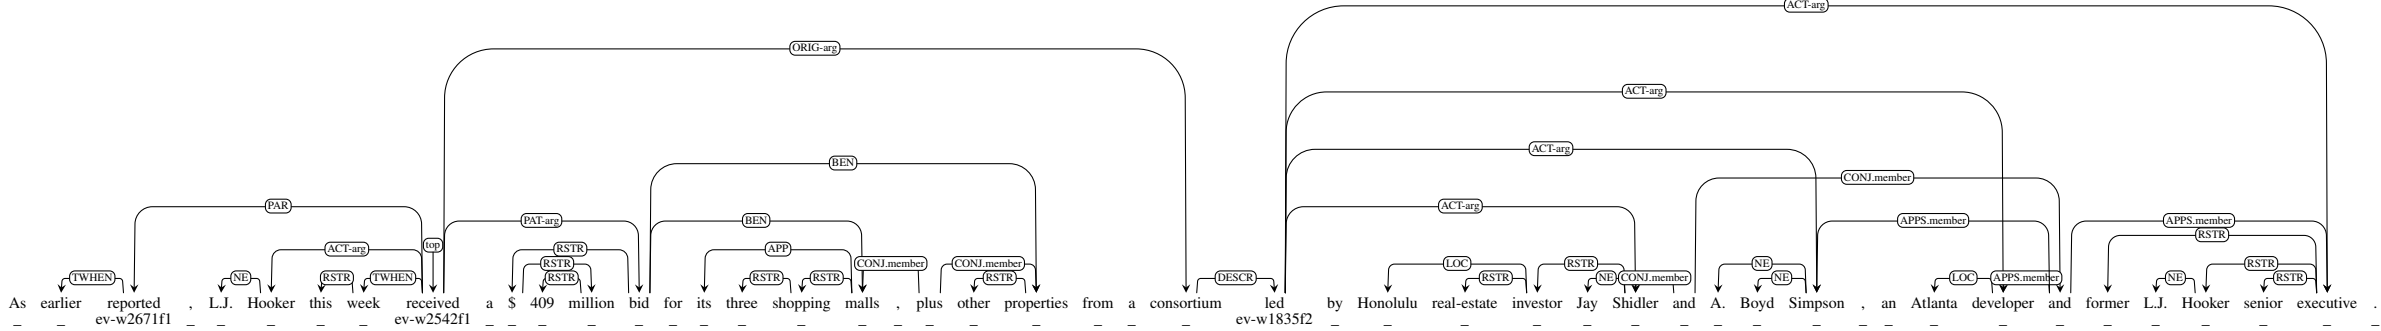 ACT-arg
ORIG-arg
ACT-arg
ACT-arg
BEN
CONJ.member
PAR ACT-arg
PAT-arg BEN APPS.member APPS.member
top RSTR
ACT-arg RSTR APP
RSTR CONJ.member CONJ.member LOC RSTR NE RSTR
TWHEN NE RSTR TWHEN RSTR RSTR RSTR RSTR DESCR RSTR NE CONJ.member NE LOC APPS.member NE RSTR
As earlier reported , L.J. Hooker this week received a $ 409 million bid for its three shopping malls , plus other properties from a consortium led by Honolulu real-estate investor Jay Shidler and A. Boyd Simpson , an Atlanta developer and former L.J. Hooker senior executive .
_ _ ev-w2671f1 _ _ _ _ _ ev-w2542f1 _ _ _ _ _ _ _ _ _ _ _ _ _ _ _ _ _ ev-w1835f2 _ _ _ _ _ _ _ _ _ _ _ _ _ _ _ _ _ _ _ _ _